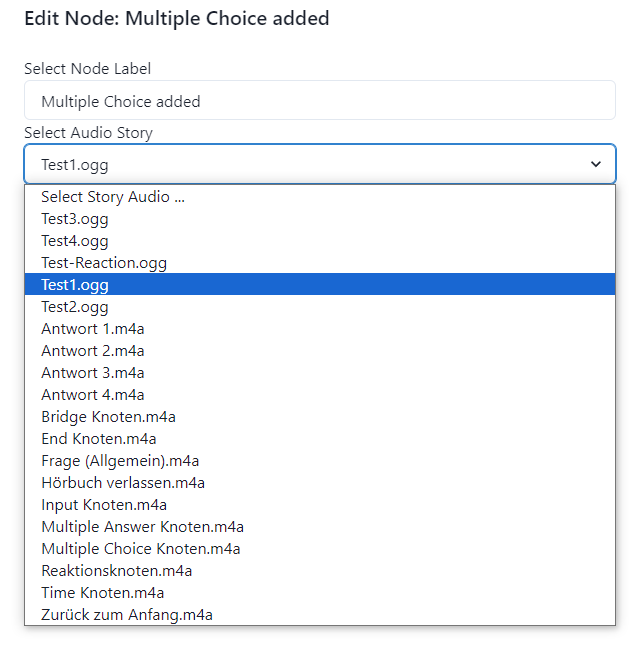 Edit Node: Multiple Choice added
Select Node Label
Multiple Choice added
Select Audio Story
Test1.ogg
Select Story Audio ...
Test3.ogg
Test4.ogg
Test-Reaction.ogg
Test1.ogg
Test2.ogg
Antwort 1.m4a
Antwort 2.m4a
Antwort 3.m4a
Antwort 4.m4a
Bridge Knoten.m4a
End Knoten.m4a
Frage (Allgemein).m4a
Hörbuch verlassen.m4a
Input Knoten.m4a
Multiple Answer Knoten.m4a
Multiple Choice Knoten.m4a
Reaktionsknoten.m4a
Time Knoten.m4a
Zurück zum Anfang.m4a